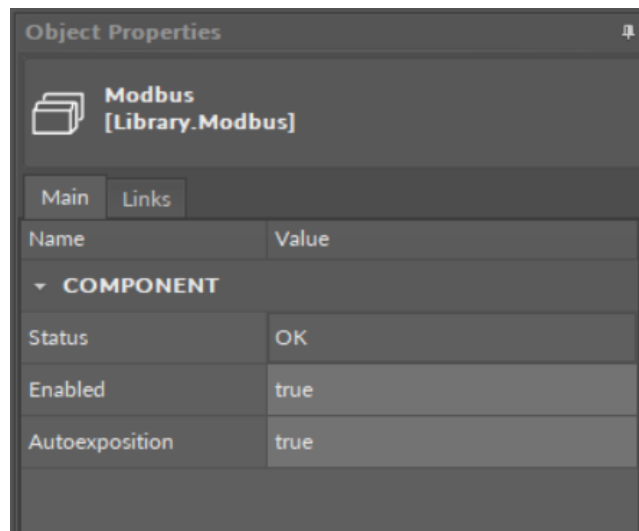 Object Properties
Modbus
[Library.Modbus]
Main Links
Name Value
COMPONENT
Status OK
Enabled true
Autoexposition true